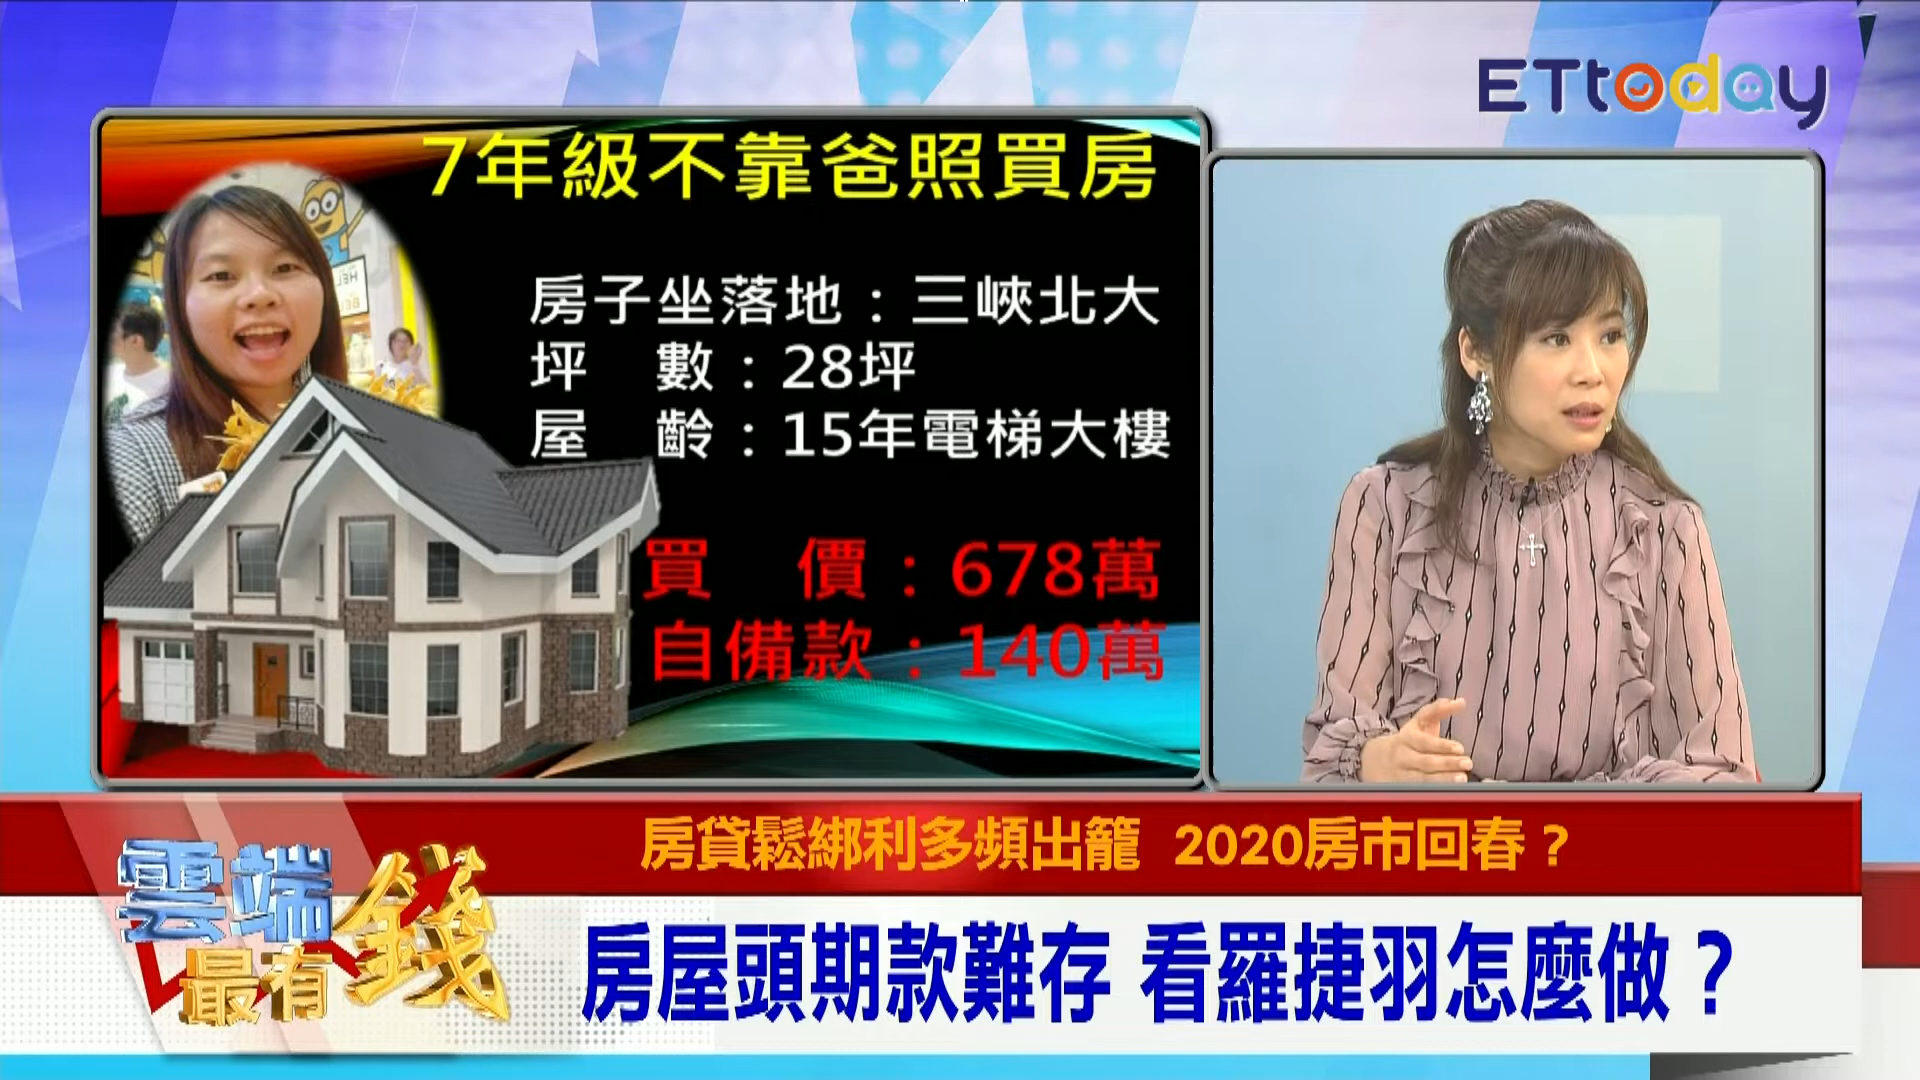 ETtoday
7年級不靠爸照買房
房子坐落地：三峽北大
坪 數：28坪
屋 齡：15年電梯大樓
買 價：678萬
自備款：140萬
房貸鬆綁利多頻出籠 2020房市回春？
雲端最有錢
房屋頭期款難存 看羅捷羽怎麼做？